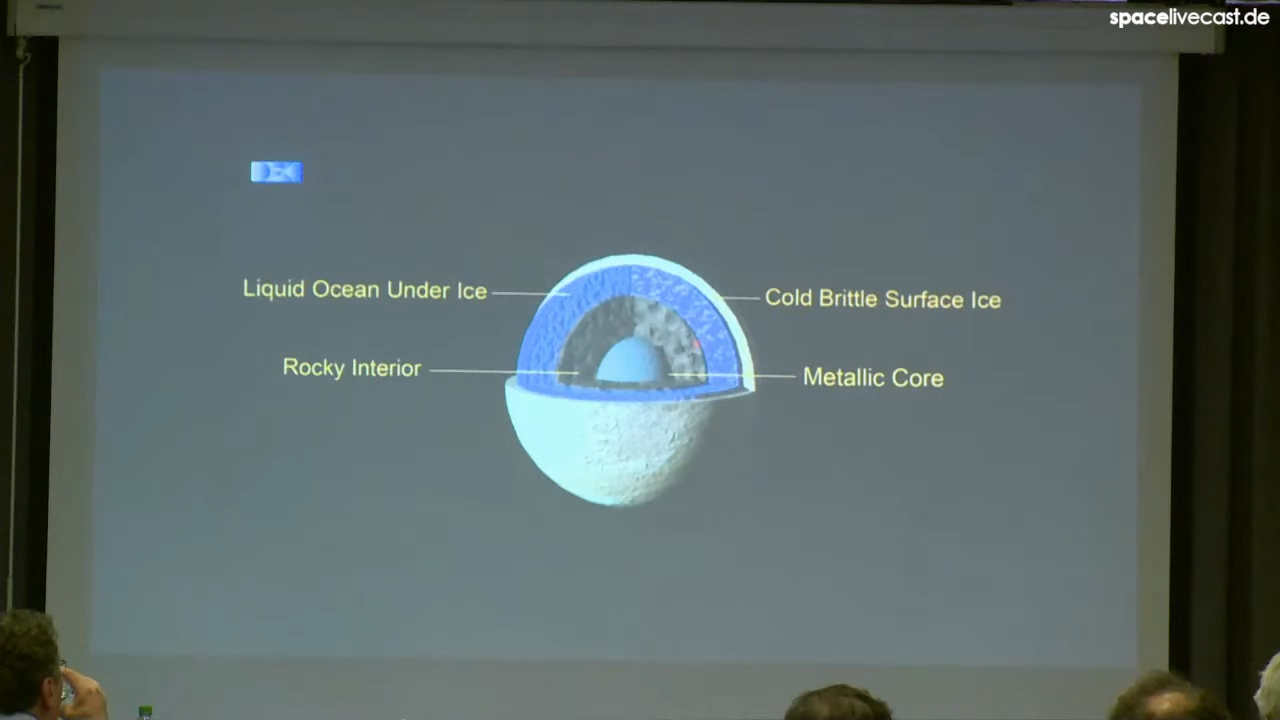 spacelivecast.de
Liquid Ocean Under Ice
Cold Brittle Surface Ice
Rocky Interior
Metallic Core